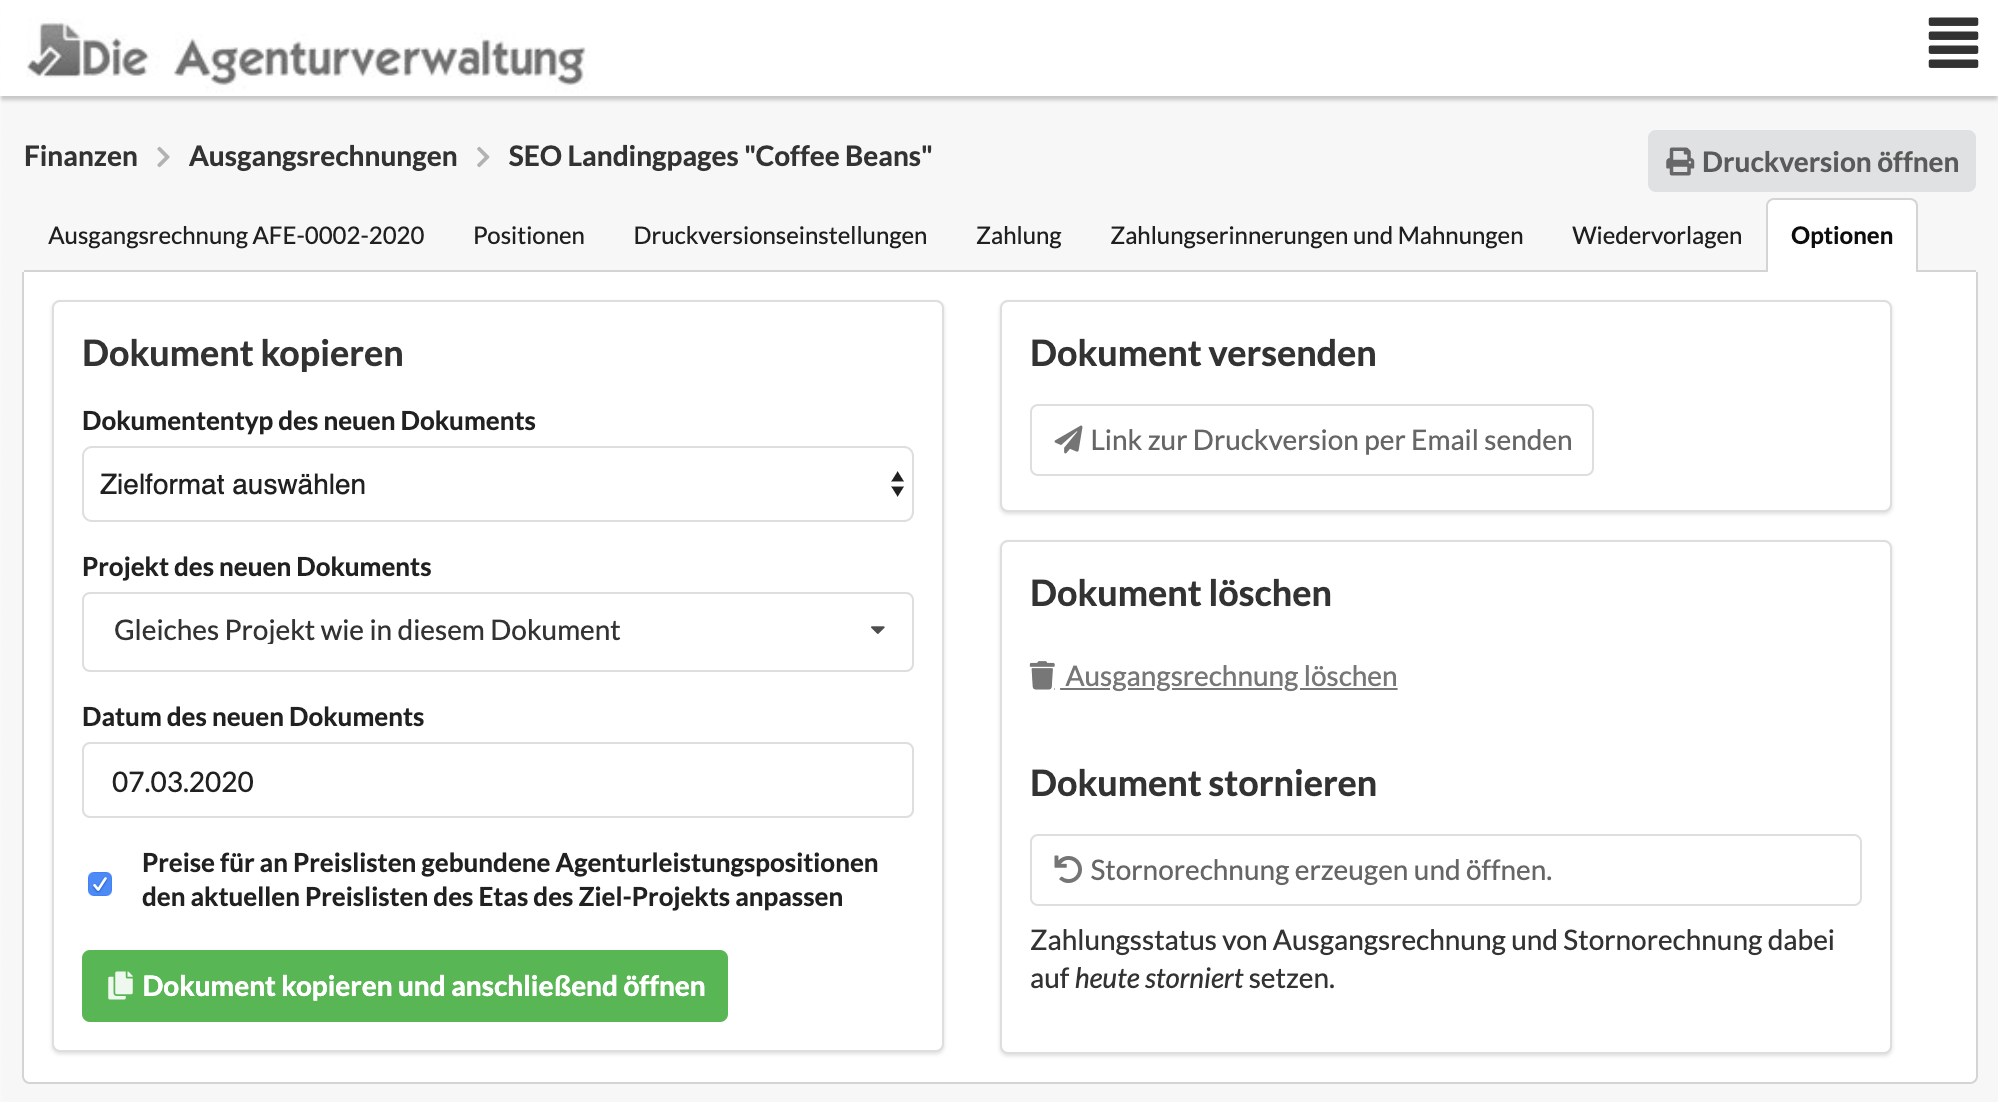 Die Agenturverwaltung
Finanzen > Ausgangsrechnungen > SEO Landingpages "Coffee Beans"
Druckversion öffnen
Ausgangsrechnung AFE-0002-2020 Positionen Druckversionseinstellungen Zahlung Zahlungserinnerungen und Mahnungen Wiedervorlagen Optionen
Dokument kopieren
Dokumententyp des neuen Dokuments
Zielformat auswählen
Projekt des neuen Dokuments
Gleiches Projekt wie in diesem Dokument
Datum des neuen Dokuments
07.03.2020
Preise für an Preislisten gebundene Agenturleistungspositionen
den aktuellen Preislisten des Etas des Ziel-Projekts anpassen
Dokument kopieren und anschließend öffnen
Dokument versenden
Link zur Druckversion per Email senden
Dokument löschen
Ausgangsrechnung löschen
Dokument stornieren
Stornorechnung erzeugen und öffnen.
Zahlungsstatus von Ausgangsrechnung und Stornorechnung dabei
auf heute storniert setzen.